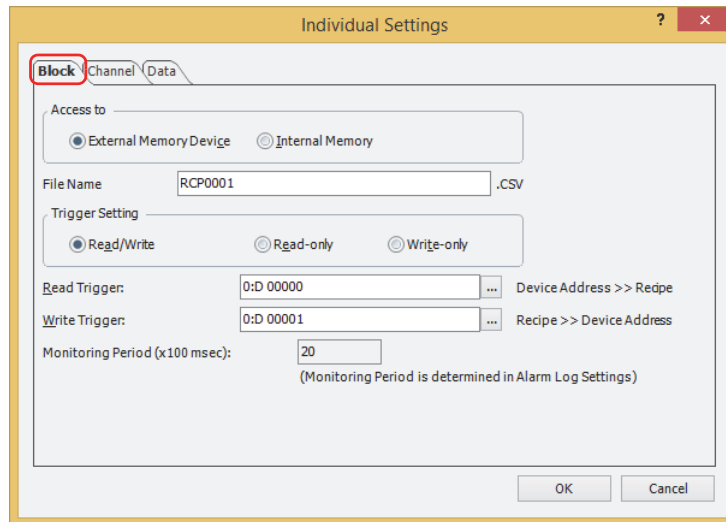 Individual Settings
?
×
Block Channel Data
Access to
External Memory Device Internal Memory
File Name RCP0001 .CSV
Trigger Setting
Read/Write Read-only Write-only
Read Trigger: 0:D 00000 ... Device Address >> Recipe
Write Trigger: 0:D 00001 ... Recipe >> Device Address
Monitoring Period (x100 msec): 20
(Monitoring Period is determined in Alarm Log Settings)
OK Cancel